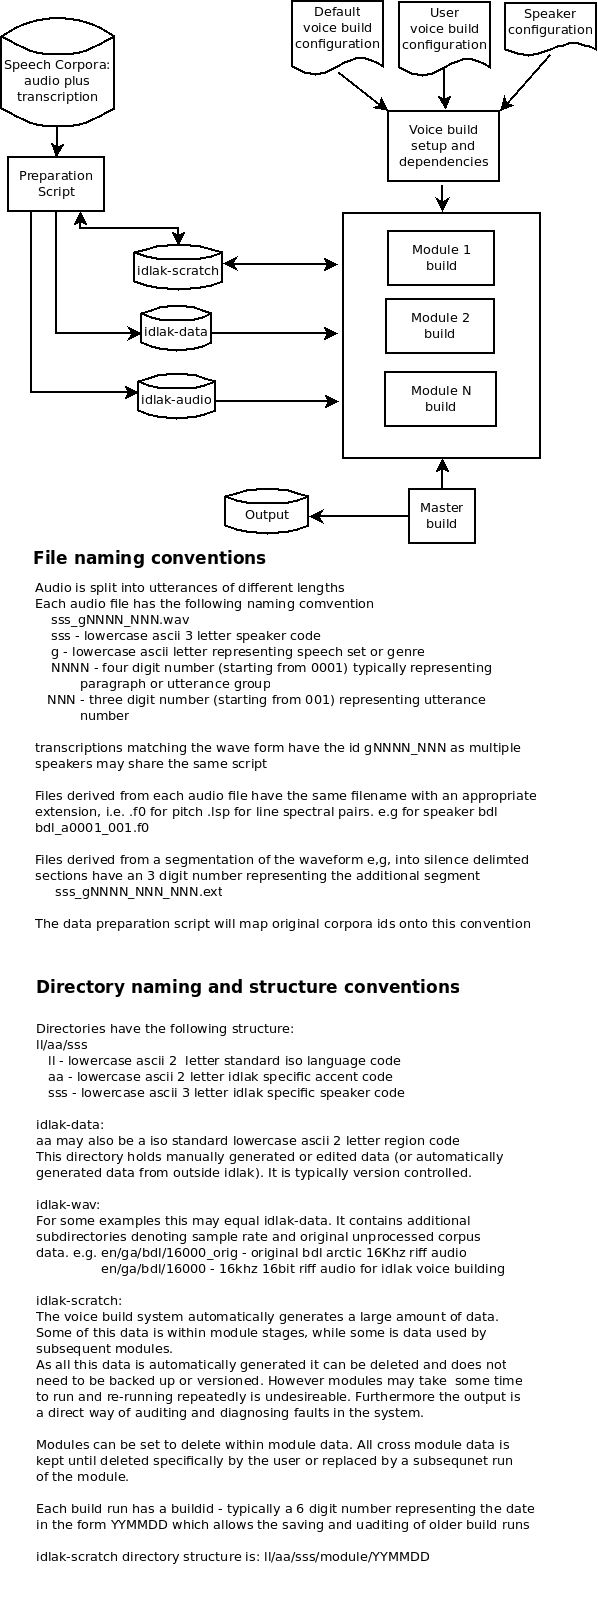 Speech Corpora:
audio plus
transcription
Default
voice build
configuration
User
voice build
configuration
Speaker
configuration
Voice build
setup and
dependencies
Preparation
Script
idlak-scratch
idlak-data
idlak-audio
Module 1
build
Module 2
build
Module N
build
Output
Master
build
File naming conventions
Audio is split into utterances of different lengths
Each audio file has the following naming comvention
sss_gNNNN_NNN.wav
sss - lowercase ascii 3 letter speaker code
g - lowercase ascii letter representing speech set or genre
NNNN - four digit number (starting from 0001) typically representing
paragraph or utterance group
NNN - three digit number (starting from 001) representing utterance
number
transcriptions matching the wave form have the id gNNNN_NNN as multiple
speakers may share the same script
Files derived from each audio file have the same filename with an appropriate
extension, i.e. .f0 for pitch .lsp for line spectral pairs. e.g for speaker bdl
bdl_a0001_001.f0
Files derived from a segmentation of the waveform e,g, into silence delimted
sections have an 3 digit number representing the additional segment
sss_gNNNN_NNN_NNN.ext
The data preparation script will map original corpora ids onto this convention
Directory naming and structure conventions
Directories have the following structure:
ll/aa/sss
ll - lowercase ascii 2  letter standard iso language code
aa - lowercase ascii 2 letter idlak specific accent code
sss - lowercase ascii 3 letter idlak specific speaker code
idlak-data:
aa may also be a iso standard lowercase ascii 2 letter region code
This directory holds manually generated or edited data (or automatically
generated data from outside idlak). It is typically version controlled.
idlak-wav:
For some examples this may equal idlak-data. It contains additional
subdirectories denoting sample rate and original unprocessed corpus
data. e.g. en/ga/bdl/16000_orig - original bdl arctic 16Khz riff audio
en/ga/bdl/16000 - 16khz 16bit riff audio for idlak voice building
idlak-scratch:
The voice build system automatically generates a large amount of data.
Some of this data is within module stages, while some is data used by
subsequent modules.
As all this data is automatically generated it can be deleted and does not
need to be backed up or versioned. However modules may take  some time
to run and re-running repeatedly is undesireable. Furthermore the output is
a direct way of auditing and diagnosing faults in the system.
Modules can be set to delete within module data. All cross module data is
kept until deleted specifically by the user or replaced by a subsequnet run
of the module.
Each build run has a buildid - typically a 6 digit number representing the date
in the form YYMMDD which allows the saving and uaditing of older build runs
idlak-scratch directory structure is: ll/aa/sss/module/YYMMDD